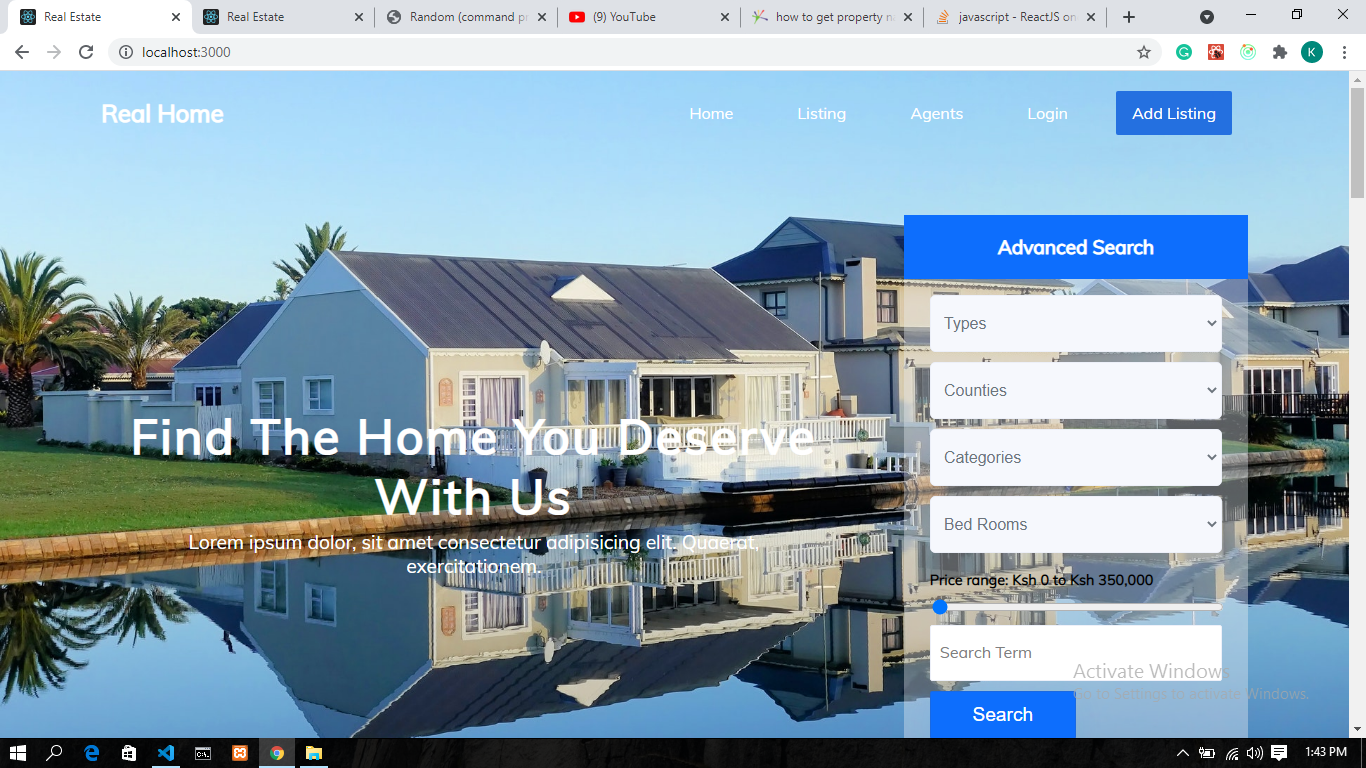 Real Estate
Real Estate
Random (command pr
(9) YouTube
how to get property na
javascript - ReactJS on
localhost:3000
K
Real Home
Home
Listing
Agents
Login
Add Listing
Advanced Search
Types
Counties
Categories
Bed Rooms
Price range: Ksh 0 to Ksh 350,000
Search Term
Search
Find The Home You Deserve
With Us
Lorem ipsum dolor, sit amet consectetur adipisicing elit. Quaerat,
exercitationem.
Activate Windows
Go to Settings to activate Windows.
1:43 PM